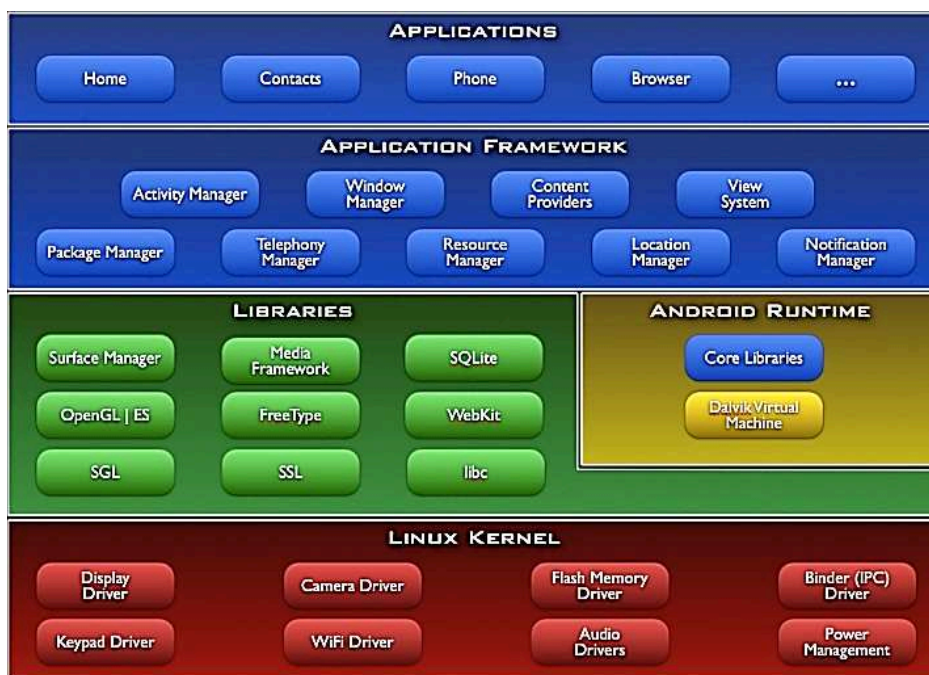 APPLICATIONS
Home
Contacts
Phone
Browser
...
APPLICATION FRAMEWORK
Activity Manager
Window
Manager
Content
Providers
View
System
Package Manager
Telephony
Manager
Resource
Manager
Location
Manager
Notification
Manager
LIBRARIES
Surface Manager
Media
Framework
SQLite
OpenGL | ES
FreeType
WebKit
SGL
SSL
libc
ANDROID RUNTIME
Core Libraries
Dalvik Virtual
Machine
LINUX KERNEL
Display
Driver
Camera Driver
Flash Memory
Driver
Binder (IPC)
Driver
Keypad Driver
WiFi Driver
Audio
Drivers
Power
Management